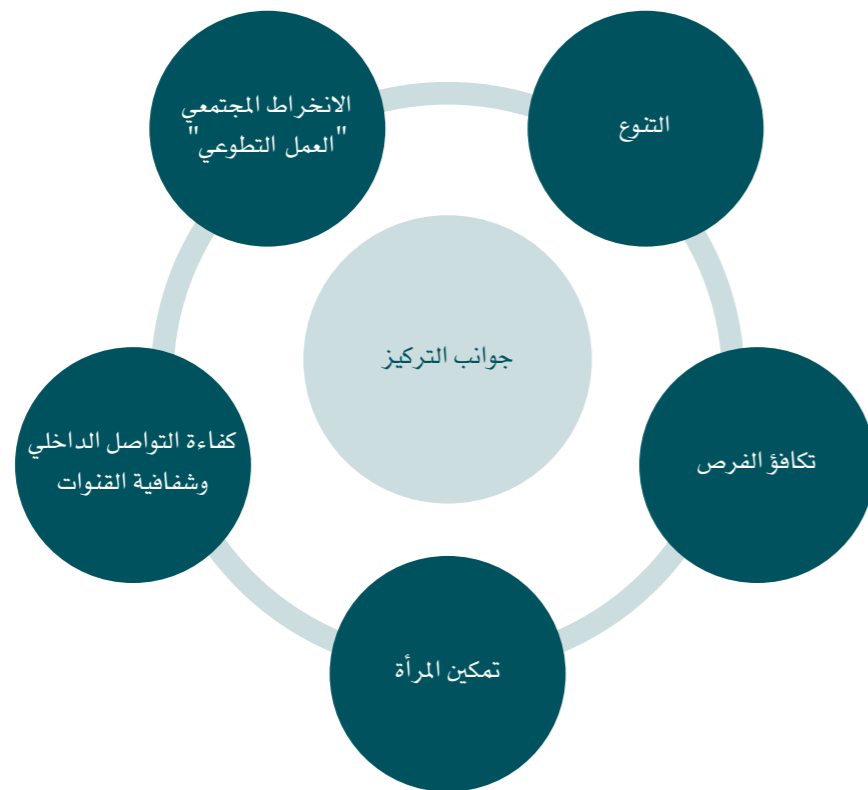 الانخراط المجتمعي
"العمل التطوعي"
التنوع
جوانب التركيز
كفاءة التواصل الداخلي
وشفافية القنوات
تكافؤ الفرص
تمكين المرأة